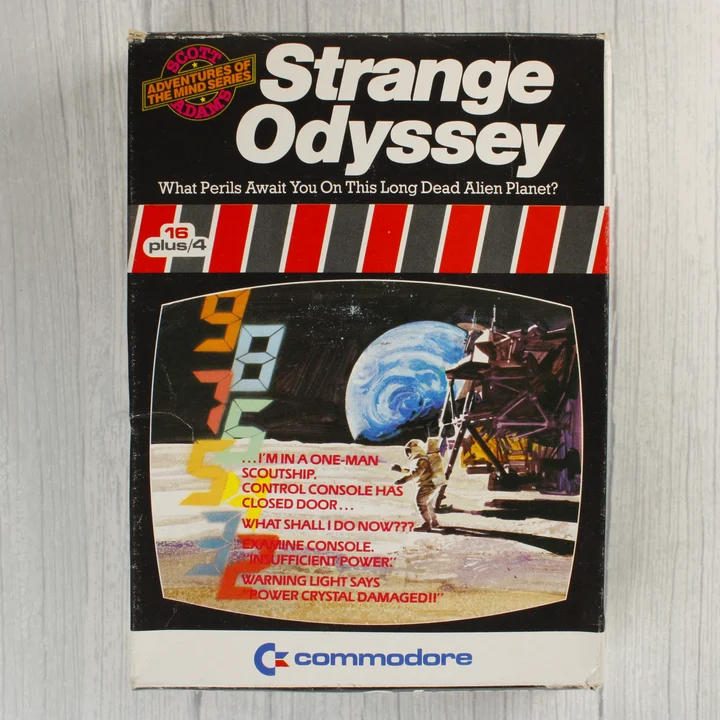 SCOTT
ADVENTURES OF
THE MIND SERIES
ADAMS
Strange
Odyssey
What Perils Await You On This Long Dead Alien Planet?
16
plus/4
9
8
7
6
5
4
3
2
...I'M IN A ONE-MAN
SCOUTSHIP.
CONTROL CONSOLE HAS
CLOSED DOOR...
WHAT SHALL I DO NOW???
EXAMINE CONSOLE.
"INSUFFICIENT POWER."
WARNING LIGHT SAYS
"POWER CRYSTAL DAMAGED!!"
commodore